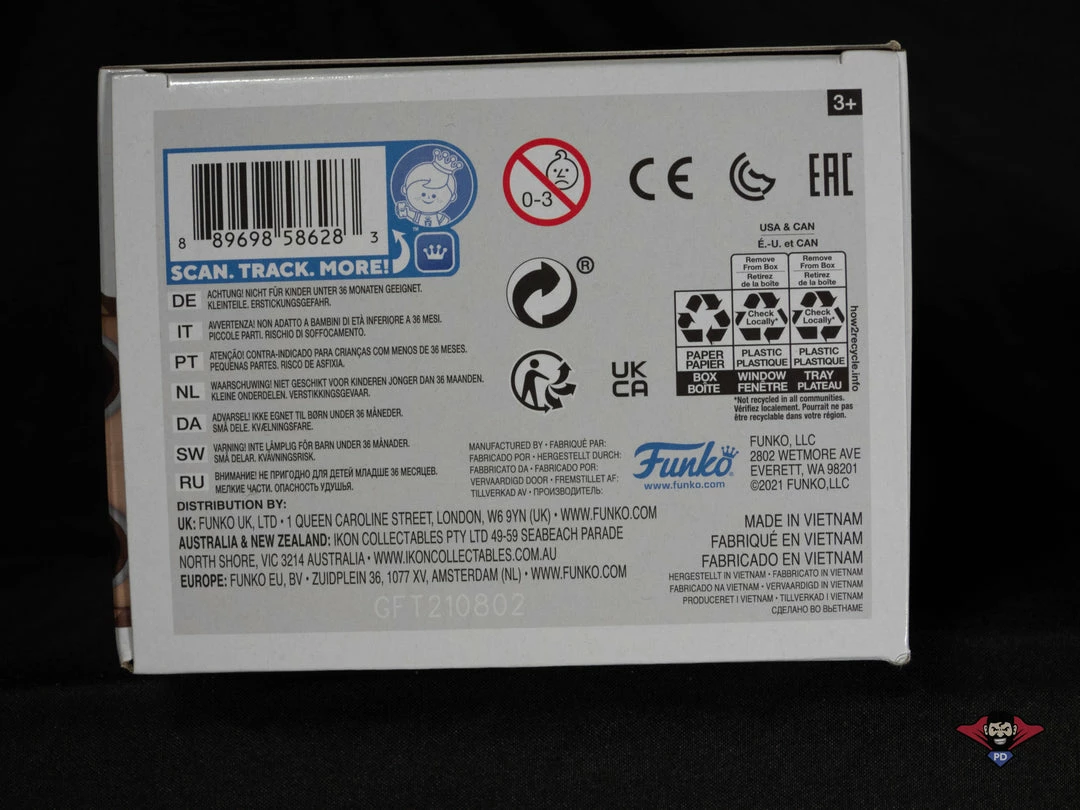 3+
8 89698 58628 3
SCAN. TRACK. MORE!
™
0-3
CE
EAC
®
UK
CA
USA & CAN
É.-U. et CAN
Remove From Box
Retirez de la boîte
Remove From Box
Retirez de la boîte
Check Locally*
Check Locally*
PAPER
PAPIER
BOX
BOÎTE
PLASTIC
PLASTIQUE
WINDOW
FENÊTRE
PLASTIC
PLASTIQUE
TRAY
PLATEAU
how2recycle.info
*Not recycled in all communities.
Vérifiez localement. Pourrait ne pas
être recyclable dans votre région.
DE ACHTUNG! NICHT FÜR KINDER UNTER 36 MONATEN GEEIGNET.
KLEINTEILE. ERSTICKUNGSGEFAHR.
IT AVVERTENZA! NON ADATTO A BAMBINI DI ETÀ INFERIORE A 36 MESI.
PICCOLE PARTI. RISCHIO DI SOFFOCAMENTO.
PT ATENÇÃO! CONTRA-INDICADO PARA CRIANÇAS COM MENOS DE 36 MESES.
PEQUENAS PARTES. RISCO DE ASFIXIA.
NL WAARSCHUWING! NIET GESCHIKT VOOR KINDEREN JONGER DAN 36 MAANDEN.
KLEINE ONDERDELEN. VERSTIKKINGSGEVAAR.
DA ADVARSEL! IKKE EGNET TIL BØRN UNDER 36 MÅNEDER.
SMÅ DELE. KVÆLNINGSFARE.
SW VARNING! INTE LÄMPLIG FÖR BARN UNDER 36 MÅNADER.
SMÅ DELAR. KVÄVNINGSRISK.
RU ВНИМАНИЕ! НЕ ПРИГОДНО ДЛЯ ДЕТЕЙ МЛАДШЕ 36 МЕСЯЦЕВ.
МЕЛКИЕ ЧАСТИ. ОПАСНОСТЬ УДУШЬЯ.
MANUFACTURED BY • FABRIQUÉ PAR:
FABRICADO POR • HERGESTELLT DURCH:
FABBRICATO DA • FABRICADO POR:
VERVAARDIGD DOOR • FREMSTILLET AF:
TILLVERKAD AV • ПРОИЗВОДИТЕЛЬ:
Funko®
www.funko.com
FUNKO, LLC
2802 WETMORE AVE
EVERETT, WA 98201
©2021 FUNKO,LLC
DISTRIBUTION BY:
UK: FUNKO UK, LTD • 1 QUEEN CAROLINE STREET, LONDON, W6 9YN (UK) • WWW.FUNKO.COM
AUSTRALIA & NEW ZEALAND: IKON COLLECTABLES PTY LTD 49-59 SEABEACH PARADE
NORTH SHORE, VIC 3214 AUSTRALIA • WWW.IKONCOLLECTABLES.COM.AU
EUROPE: FUNKO EU, BV • ZUIDPLEIN 36, 1077 XV, AMSTERDAM (NL) • WWW.FUNKO.COM
GFT210802
MADE IN VIETNAM
FABRIQUÉ EN VIETNAM
FABRICADO EN VIETNAM
HERGESTELLT IN VIETNAM • FABBRICATO IN VIETNAM
FABRICADO NA VIETNAM • VERVAARDIGD IN VIETNAM
PRODUCERET I VIETNAM • TILLVERKAD I VIETNAM
СДЕЛАНО ВО ВЬЕТНАМЕ
PD